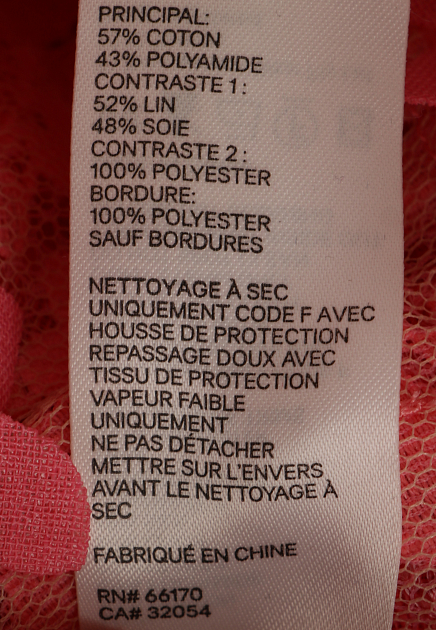 PRINCIPAL:
57% COTON
43% POLYAMIDE
CONTRASTE 1 :
52% LIN
48% SOIE
CONTRASTE 2 :
100% POLYESTER
BORDURE:
100% POLYESTER
SAUF BORDURES
NETTOYAGE À SEC
UNIQUEMENT CODE F AVEC
HOUSSE DE PROTECTION
REPASSAGE DOUX AVEC
TISSU DE PROTECTION
VAPEUR FAIBLE
UNIQUEMENT
NE PAS DÉTACHER
METTRE SUR L'ENVERS
AVANT LE NETTOYAGE À
SEC
FABRIQUÉ EN CHINE
RN# 66170
CA# 32054